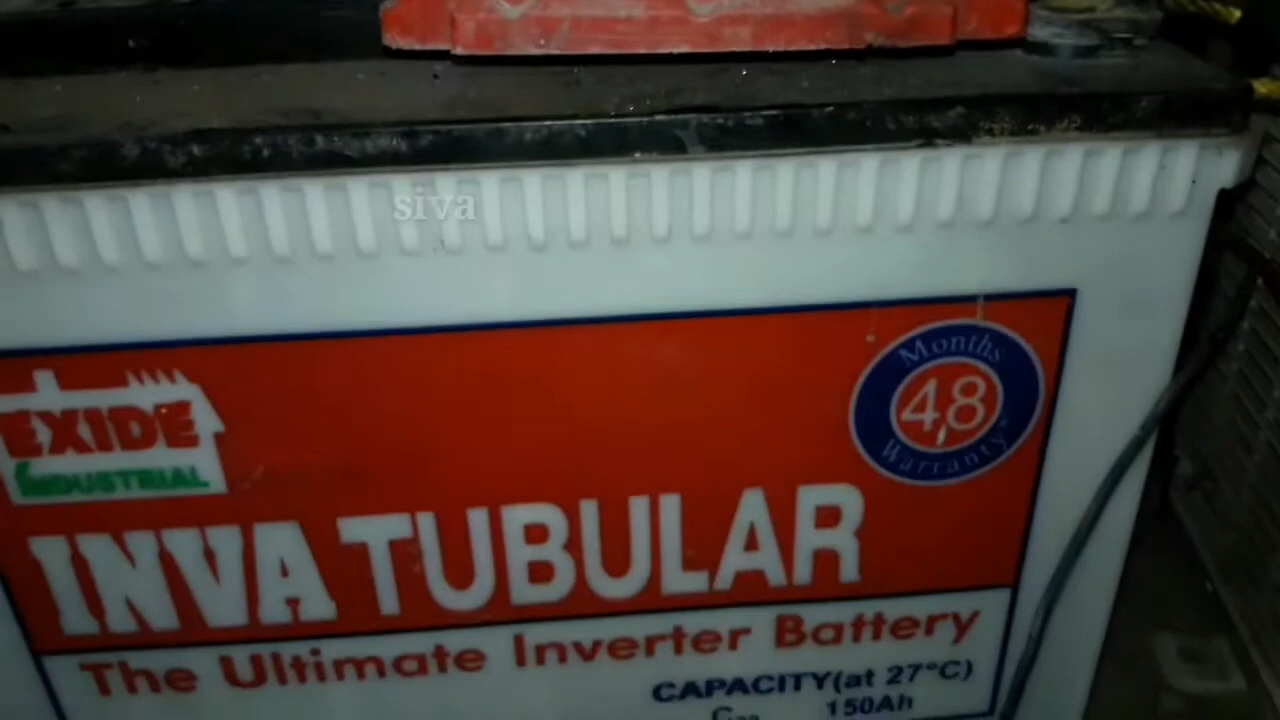 siva
Months
48
Warranty*
EXIDE
INDUSTRIAL
INVA TUBULAR
The Ultimate Inverter Battery
CAPACITY(at 27°C)
150Ah